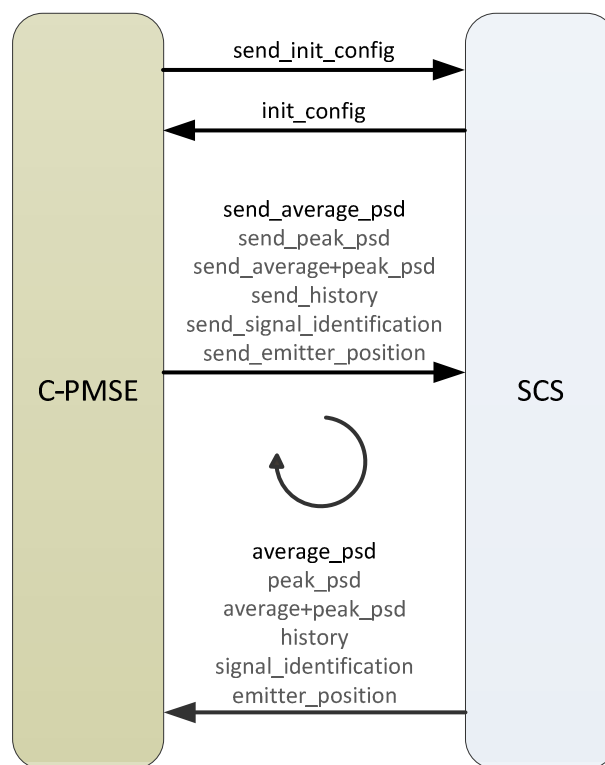 send_init_config
init_config
send_average_psd
send_peak_psd
send_average+peak_psd
send_history
send_signal_identification
send_emitter_position
C-PMSE
SCS
average_psd
peak_psd
average+peak_psd
history
signal_identification
emitter_position